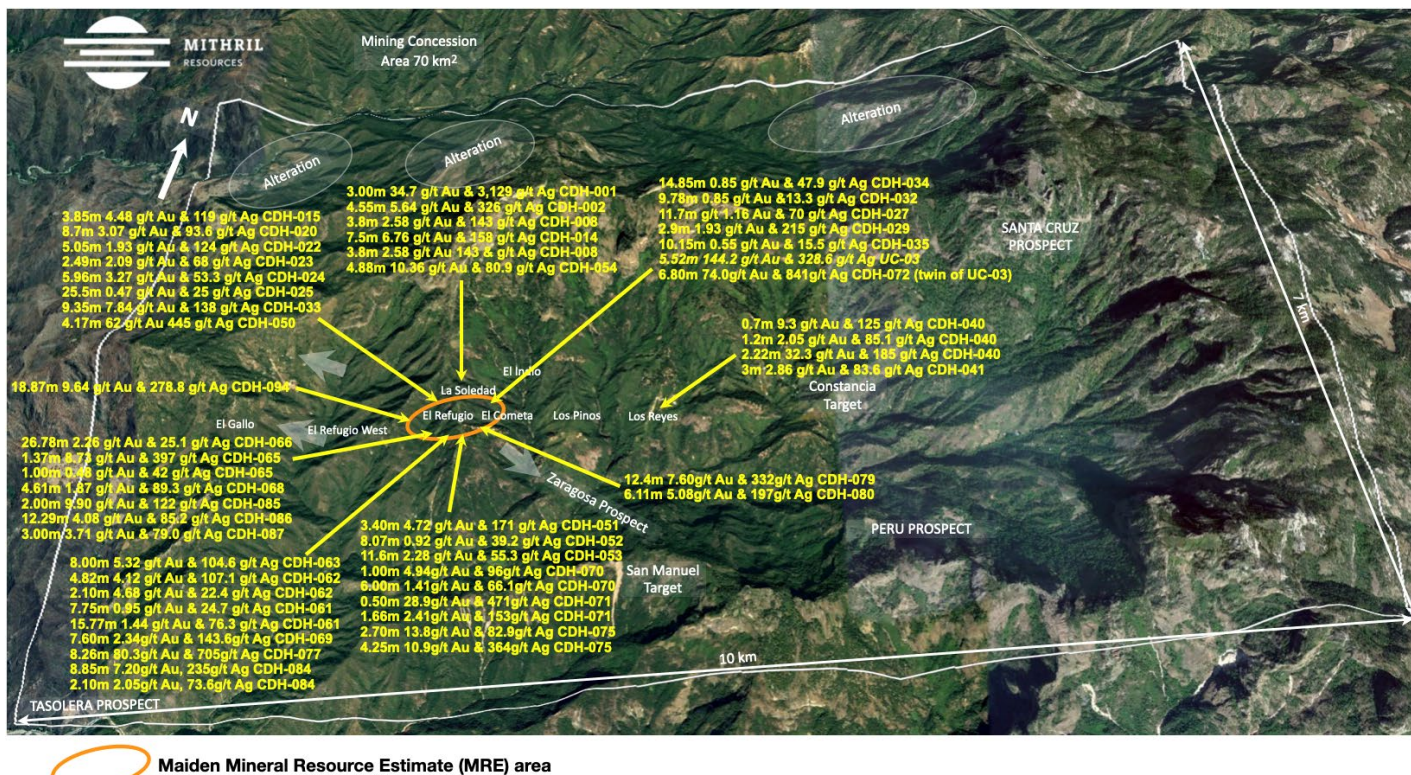 MITHRIL
RESOURCES
Mining Concession
Area 70 km²
N
Alteration
Alteration
Alteration
3.85m 4.48 g/t Au & 119 g/t Ag CDH-015
8.7m 3.07 g/t Au & 93.6 g/t Ag CDH-020
5.05m 1.93 g/t Au & 124 g/t Ag CDH-022
2.49m 2.09 g/t Au & 68 g/t Ag CDH-023
5.96m 3.27 g/t Au & 53.3 g/t Ag CDH-024
25.5m 0.47 g/t Au & 25 g/t Ag CDH-025
9.35m 7.84 g/t Au & 138 g/t Ag CDH-033
4.17m 62 g/t Au 445 g/t Ag CDH-050
3.00m 34.7 g/t Au & 3,129 g/t Ag CDH-001
4.55m 5.64 g/t Au & 326 g/t Ag CDH-002
3.8m 2.58 g/t Au & 143 g/t Ag CDH-008
7.5m 6.76 g/t Au & 158 g/t Ag CDH-014
3.8m 2.58 g/t Au 143 & g/t Ag CDH-008
4.88m 10.36 g/t Au & 80.9 g/t Ag CDH-054
14.85m 0.85 g/t Au & 47.9 g/t Ag CDH-034
9.78m 0.85 g/t Au &13.3 g/t Ag CDH-032
11.7m g/t 1.16 Au & 70 g/t Ag CDH-027
2.9m 1.93 g/t Au & 215 g/t Ag CDH-029
10.15m 0.55 g/t Au & 15.5 g/t Ag CDH-035
5.52m 144.2 g/t Au & 328.6 g/t Ag UC-03
6.80m 74.0g/t Au & 841g/t Ag CDH-072 (twin of UC-03)
SANTA CRUZ
PROSPECT
7 km
0.7m 9.3 g/t Au & 125 g/t Ag CDH-040
1.2m 2.05 g/t Au & 85.1 g/t Ag CDH-040
2.22m 32.3 g/t Au & 185 g/t Ag CDH-040
3m 2.86 g/t Au & 83.6 g/t Ag CDH-041
Constancia
Target
18.87m 9.64 g/t Au & 278.8 g/t Ag CDH-094
El Indio
La Soledad
El Gallo
El Refugio West
El Refugio
El Cometa
Los Pinos
Los Reyes
26.78m 2.26 g/t Au & 25.1 g/t Ag CDH-066
1.37m 8.73 g/t Au & 397 g/t Ag CDH-065
1.00m 0.48 g/t Au & 42 g/t Ag CDH-065
4.61m 1.87 g/t Au & 89.3 g/t Ag CDH-068
2.00m 9.90 g/t Au & 122 g/t Ag CDH-085
12.29m 4.08 g/t Au & 85.2 g/t Ag CDH-086
3.00m 3.71 g/t Au & 79.0 g/t Ag CDH-087
Zaragosa Prospect
12.4m 7.60g/t Au & 332g/t Ag CDH-079
6.11m 5.08g/t Au & 197g/t Ag CDH-080
PERU PROSPECT
San Manuel
Target
8.00m 5.32 g/t Au & 104.6 g/t Ag CDH-063
4.82m 4.12 g/t Au & 107.1 g/t Ag CDH-062
2.10m 4.68 g/t Au & 22.4 g/t Ag CDH-062
7.75m 0.95 g/t Au & 24.7 g/t Ag CDH-061
15.77m 1.44 g/t Au & 76.3 g/t Ag CDH-061
7.60m 2.34g/t Au & 143.6g/t Ag CDH-069
8.26m 80.3g/t Au & 705g/t Ag CDH-077
8.85m 7.20g/t Au, 235g/t Ag CDH-084
2.10m 2.05g/t Au, 73.6g/t Ag CDH-084
3.40m 4.72 g/t Au & 171 g/t Ag CDH-051
8.07m 0.92 g/t Au & 39.2 g/t Ag CDH-052
11.6m 2.28 g/t Au & 55.3 g/t Ag CDH-053
1.00m 4.94g/t Au & 96g/t Ag CDH-070
6.00m 1.41g/t Au & 66.1g/t Ag CDH-070
0.50m 28.9g/t Au & 471g/t Ag CDH-071
1.66m 2.41g/t Au & 153g/t Ag CDH-071
2.70m 13.8g/t Au & 82.9g/t Ag CDH-075
4.25m 10.9g/t Au & 364g/t Ag CDH-075
10 km
TASOLERA PROSPECT
Maiden Mineral Resource Estimate (MRE) area